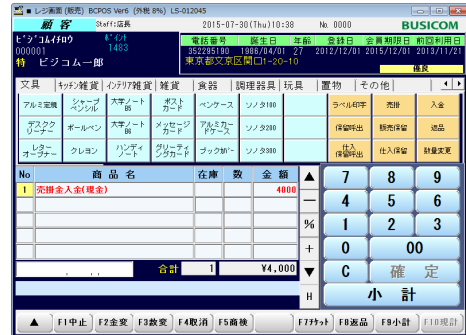 レジ画面 (販売) BCPOS Ver6 (外税 8%) LS-012045
顧客 Staff:店長 2015-07-30(Thu)10:38 No. 0000 BUSICOM
ﾋﾞｼﾞｺﾑｲﾁﾛｳ ﾎﾟｲﾝﾄ 電話番号 誕生日 年齢 登録日 会員期限日 前回利用日
000001 1483 352295190 1986/04/01 27 2012/12/01 2015/12/01 2013/11/21
特 ビジコム一郎 東京都文京区関口1-20-10
優良
文具 ｷｯﾁﾝ雑貨 ｲﾝﾃﾘｱ雑貨 雑貨 食器 調理器具 玩具 置物 その他
アルミ定規 シャープペンシル 大学ノートB6 ポストカード ペンケース ソノタ100 ラベル印字 売掛 入金
デスククリーナー ボールペン 大学ノートB5 メッセージカード アルミカードケース ソノタ200 保留呼出 販売保留 返品
レターオープナー クレヨン ハンディノート グリーティングカード ブックｶﾊﾞｰ ソノタ300 仕入保留呼出 仕入保留 数量変更
No 商品名 在庫 数 金額 ▲ 7 8 9
1 売掛金入金(現金) 4000
— 4 5 6
% 1 2 3
+ 0 00
合計 1 ¥4,000 ▼ C 確定
H 小計
▲ F1中止 F2金変 F3数変 F4取消 F5商検 F7ﾁｹｯﾄ F8返品 F9小計 F10現計